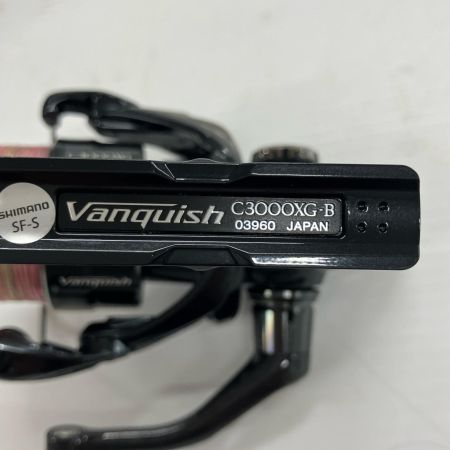 SHIMANO
SF-S
Vanquish C3000XG-B
03960 JAPAN
Vanquish